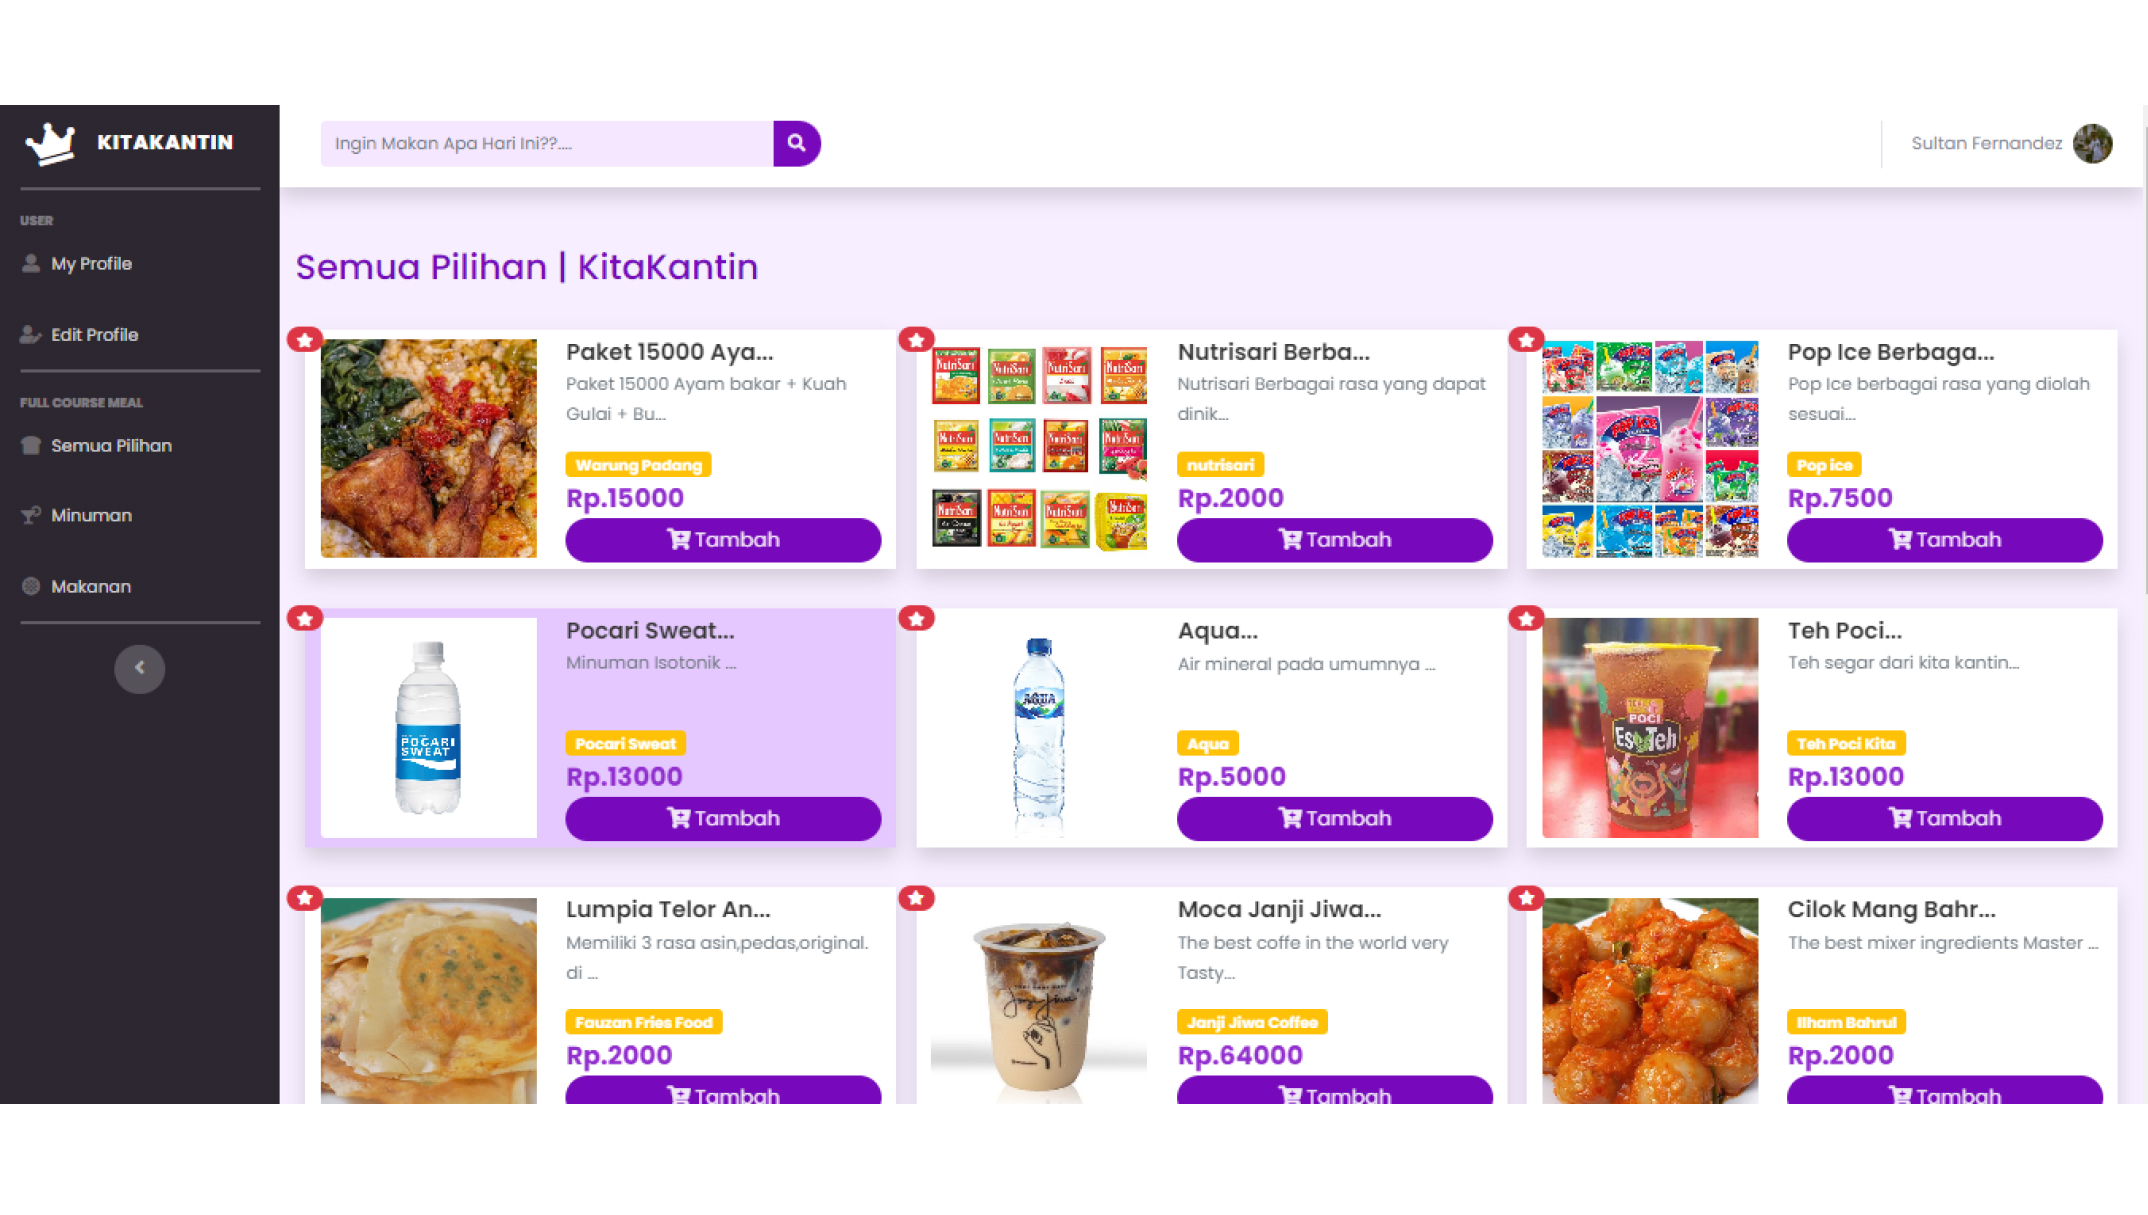 KITAKANTIN
Ingin Makan Apa Hari Ini??....
Sultan Fernandez
USER
My Profile
Edit Profile
FULL COURSE MEAL
Semua Pilihan
Minuman
Makanan
Semua Pilihan | KitaKantin
Paket 15000 Aya...
Paket 15000 Ayam bakar + Kuah
Gulai + Bu...
Warung Padang
Rp.15000
Tambah
Nutrisari Berba...
Nutrisari Berbagai rasa yang dapat
dinik...
nutrisari
Rp.2000
Tambah
Pop Ice Berbaga...
Pop Ice berbagai rasa yang diolah
sesuai...
Pop ice
Rp.7500
Tambah
POCARI
SWEAT
Pocari Sweat...
Minuman Isotonik ...
Pocari Sweat
Rp.13000
Tambah
AQUA
Aqua...
Air mineral pada umumnya ...
Aqua
Rp.5000
Tambah
POCI
Es Teh
Teh Poci...
Teh segar dari kita kantin...
Teh Poci Kita
Rp.13000
Tambah
Lumpia Telor An...
Memiliki 3 rasa asin,pedas,original.
di ...
Fauzan Fries Food
Rp.2000
Tambah
Moca Janji Jiwa...
The best coffe in the world very
Tasty...
Janji Jiwa Coffee
Rp.64000
Tambah
Cilok Mang Bahr...
The best mixer ingredients Master ...
Ilham Bahrul
Rp.2000
Tambah